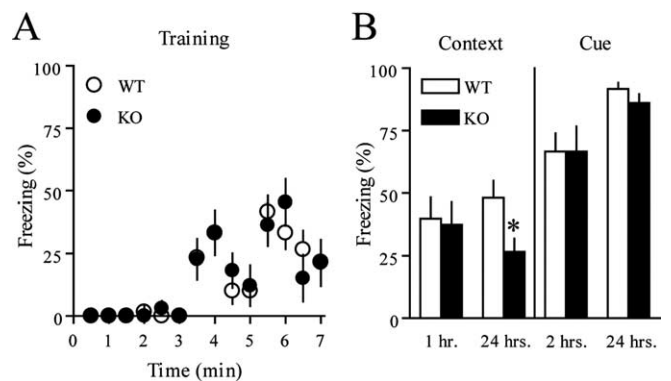 A
Training
100
75
50
25
0
Freezing (%)
WT
KO
0 1 2 3 4 5 6 7
Time (min)
B
Context Cue
100
75
50
25
0
Freezing (%)
WT
KO
*
1 hr. 24 hrs. 2 hrs. 24 hrs.